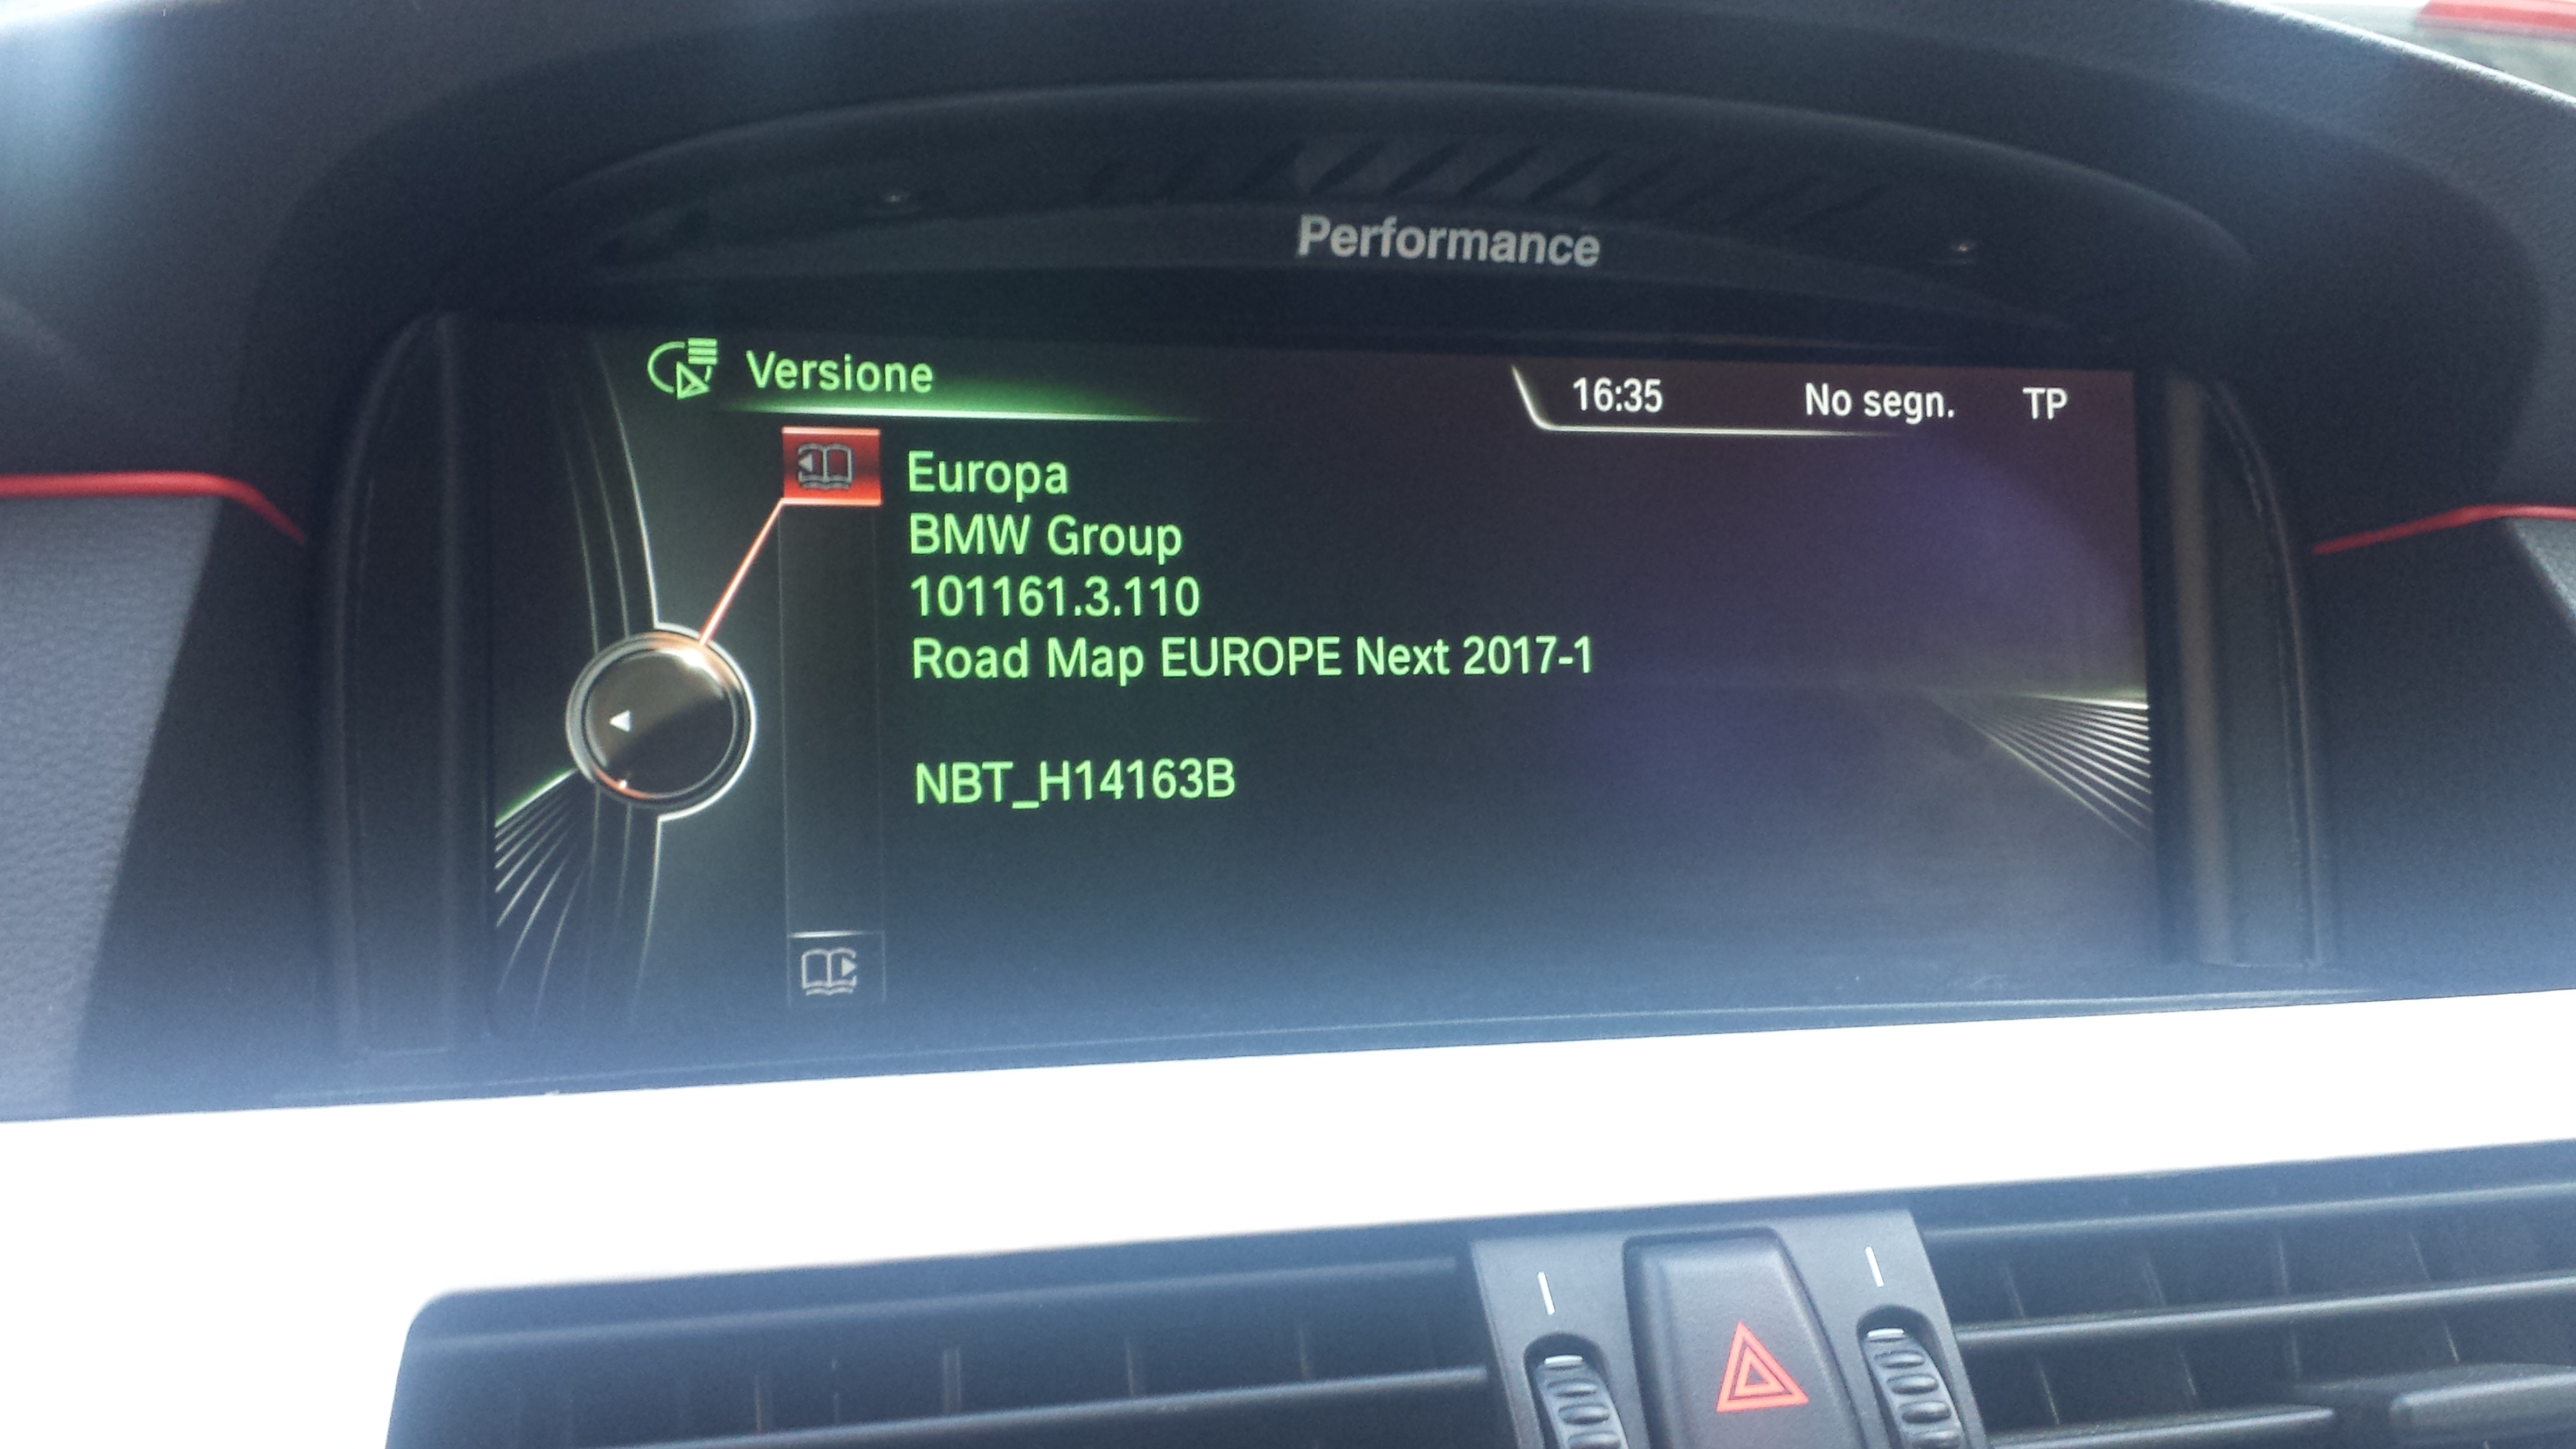 Performance
Versione
16:35 No segn. TP
Europa
BMW Group
101161.3.110
Road Map EUROPE Next 2017-1
NBT_H14163B